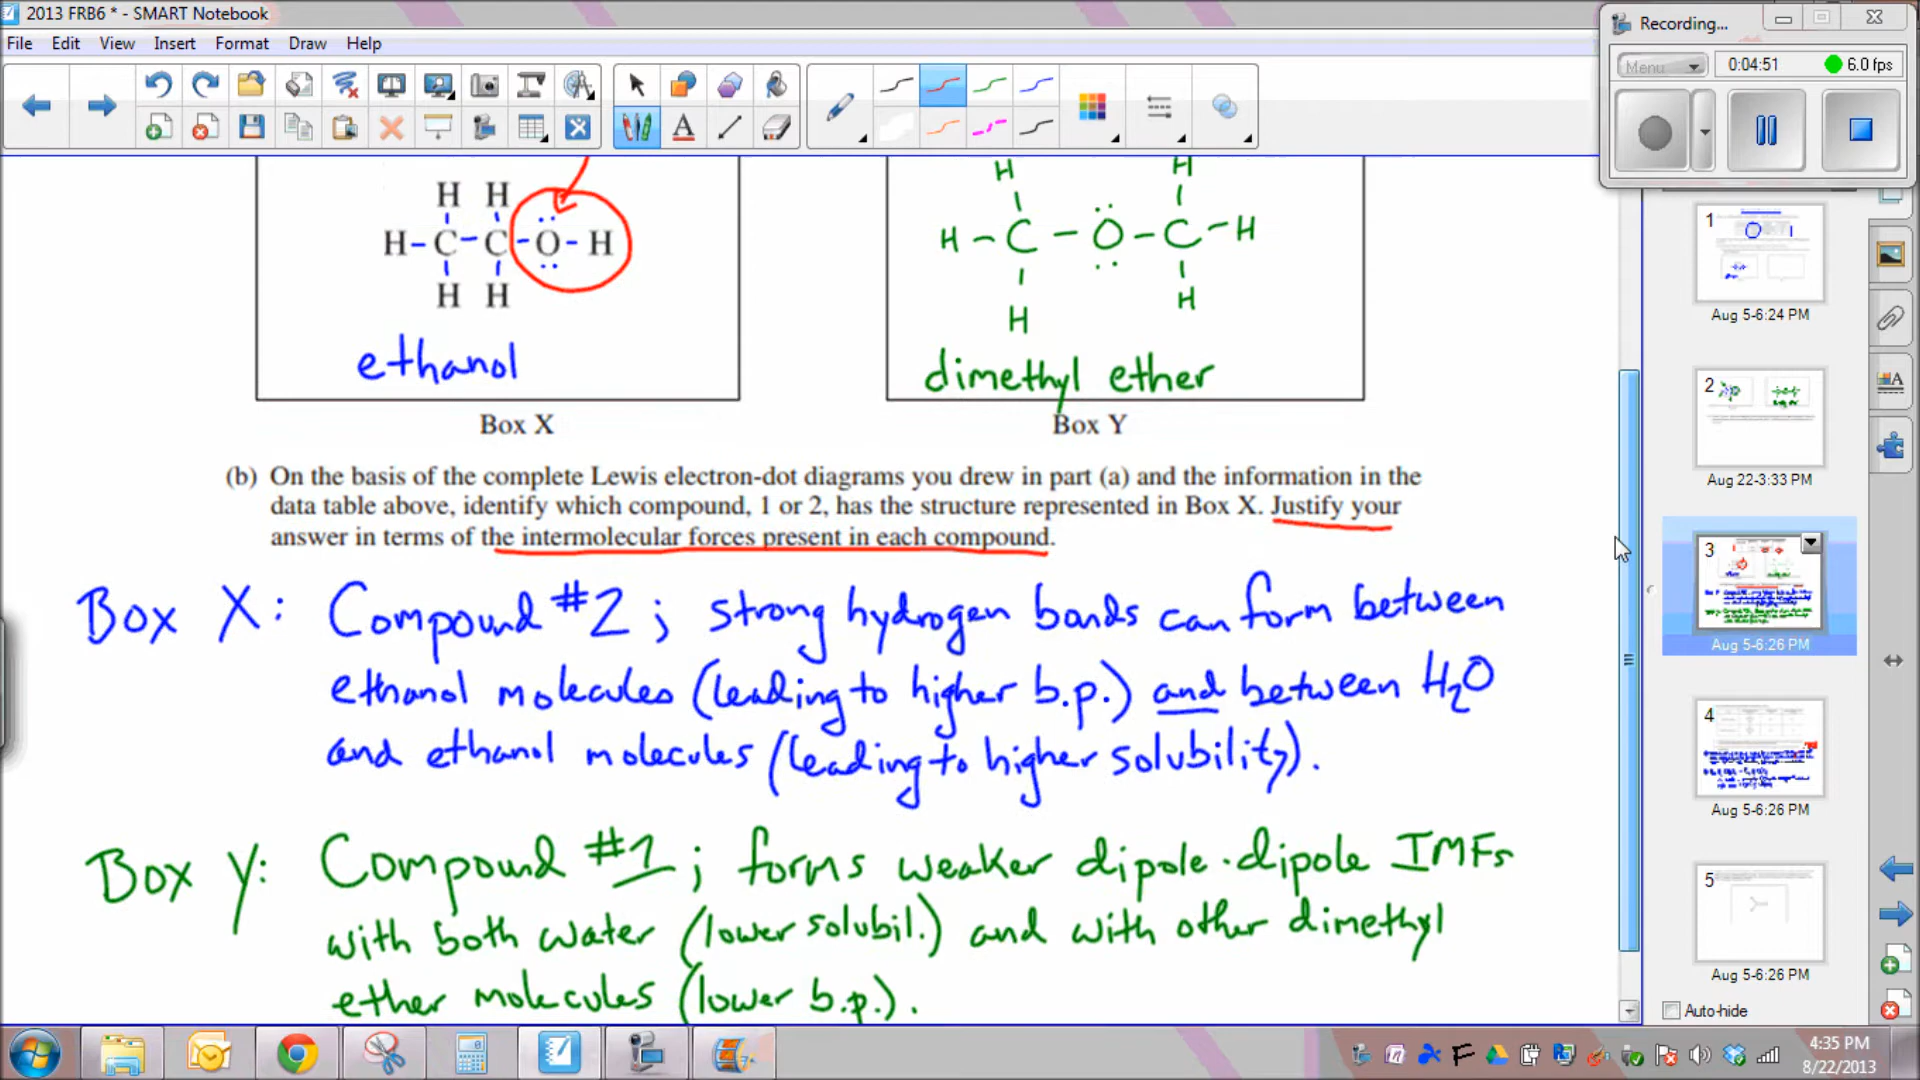 2013 FRB6 * - SMART Notebook
File Edit View Insert Format Draw Help
Recording...
Menu
0:04:51
6.0 fps
H H
H-C-C-O-H
H H
ethanol
Box X
H H
H-C-O-C-H
H H
dimethyl ether
Box Y
(b) On the basis of the complete Lewis electron-dot diagrams you drew in part (a) and the information in the
data table above, identify which compound, 1 or 2, has the structure represented in Box X. Justify your
answer in terms of the intermolecular forces present in each compound.
Box X: Compound #2; strong hydrogen bonds can form between
ethanol molecules (leading to higher b.p.) and between H₂O
and ethanol molecules (leading to higher solubility).
Box Y: Compound #1; forms weaker dipole-dipole IMFs
with both water (lower solubil.) and with other dimethyl
ether molecules (lower b.p.).
1
Aug 5-6:24 PM
2
Aug 22-3:33 PM
3
Aug 5-6:26 PM
4
Aug 5-6:26 PM
5
Aug 5-6:26 PM
Auto-hide
4:35 PM
8/22/2013